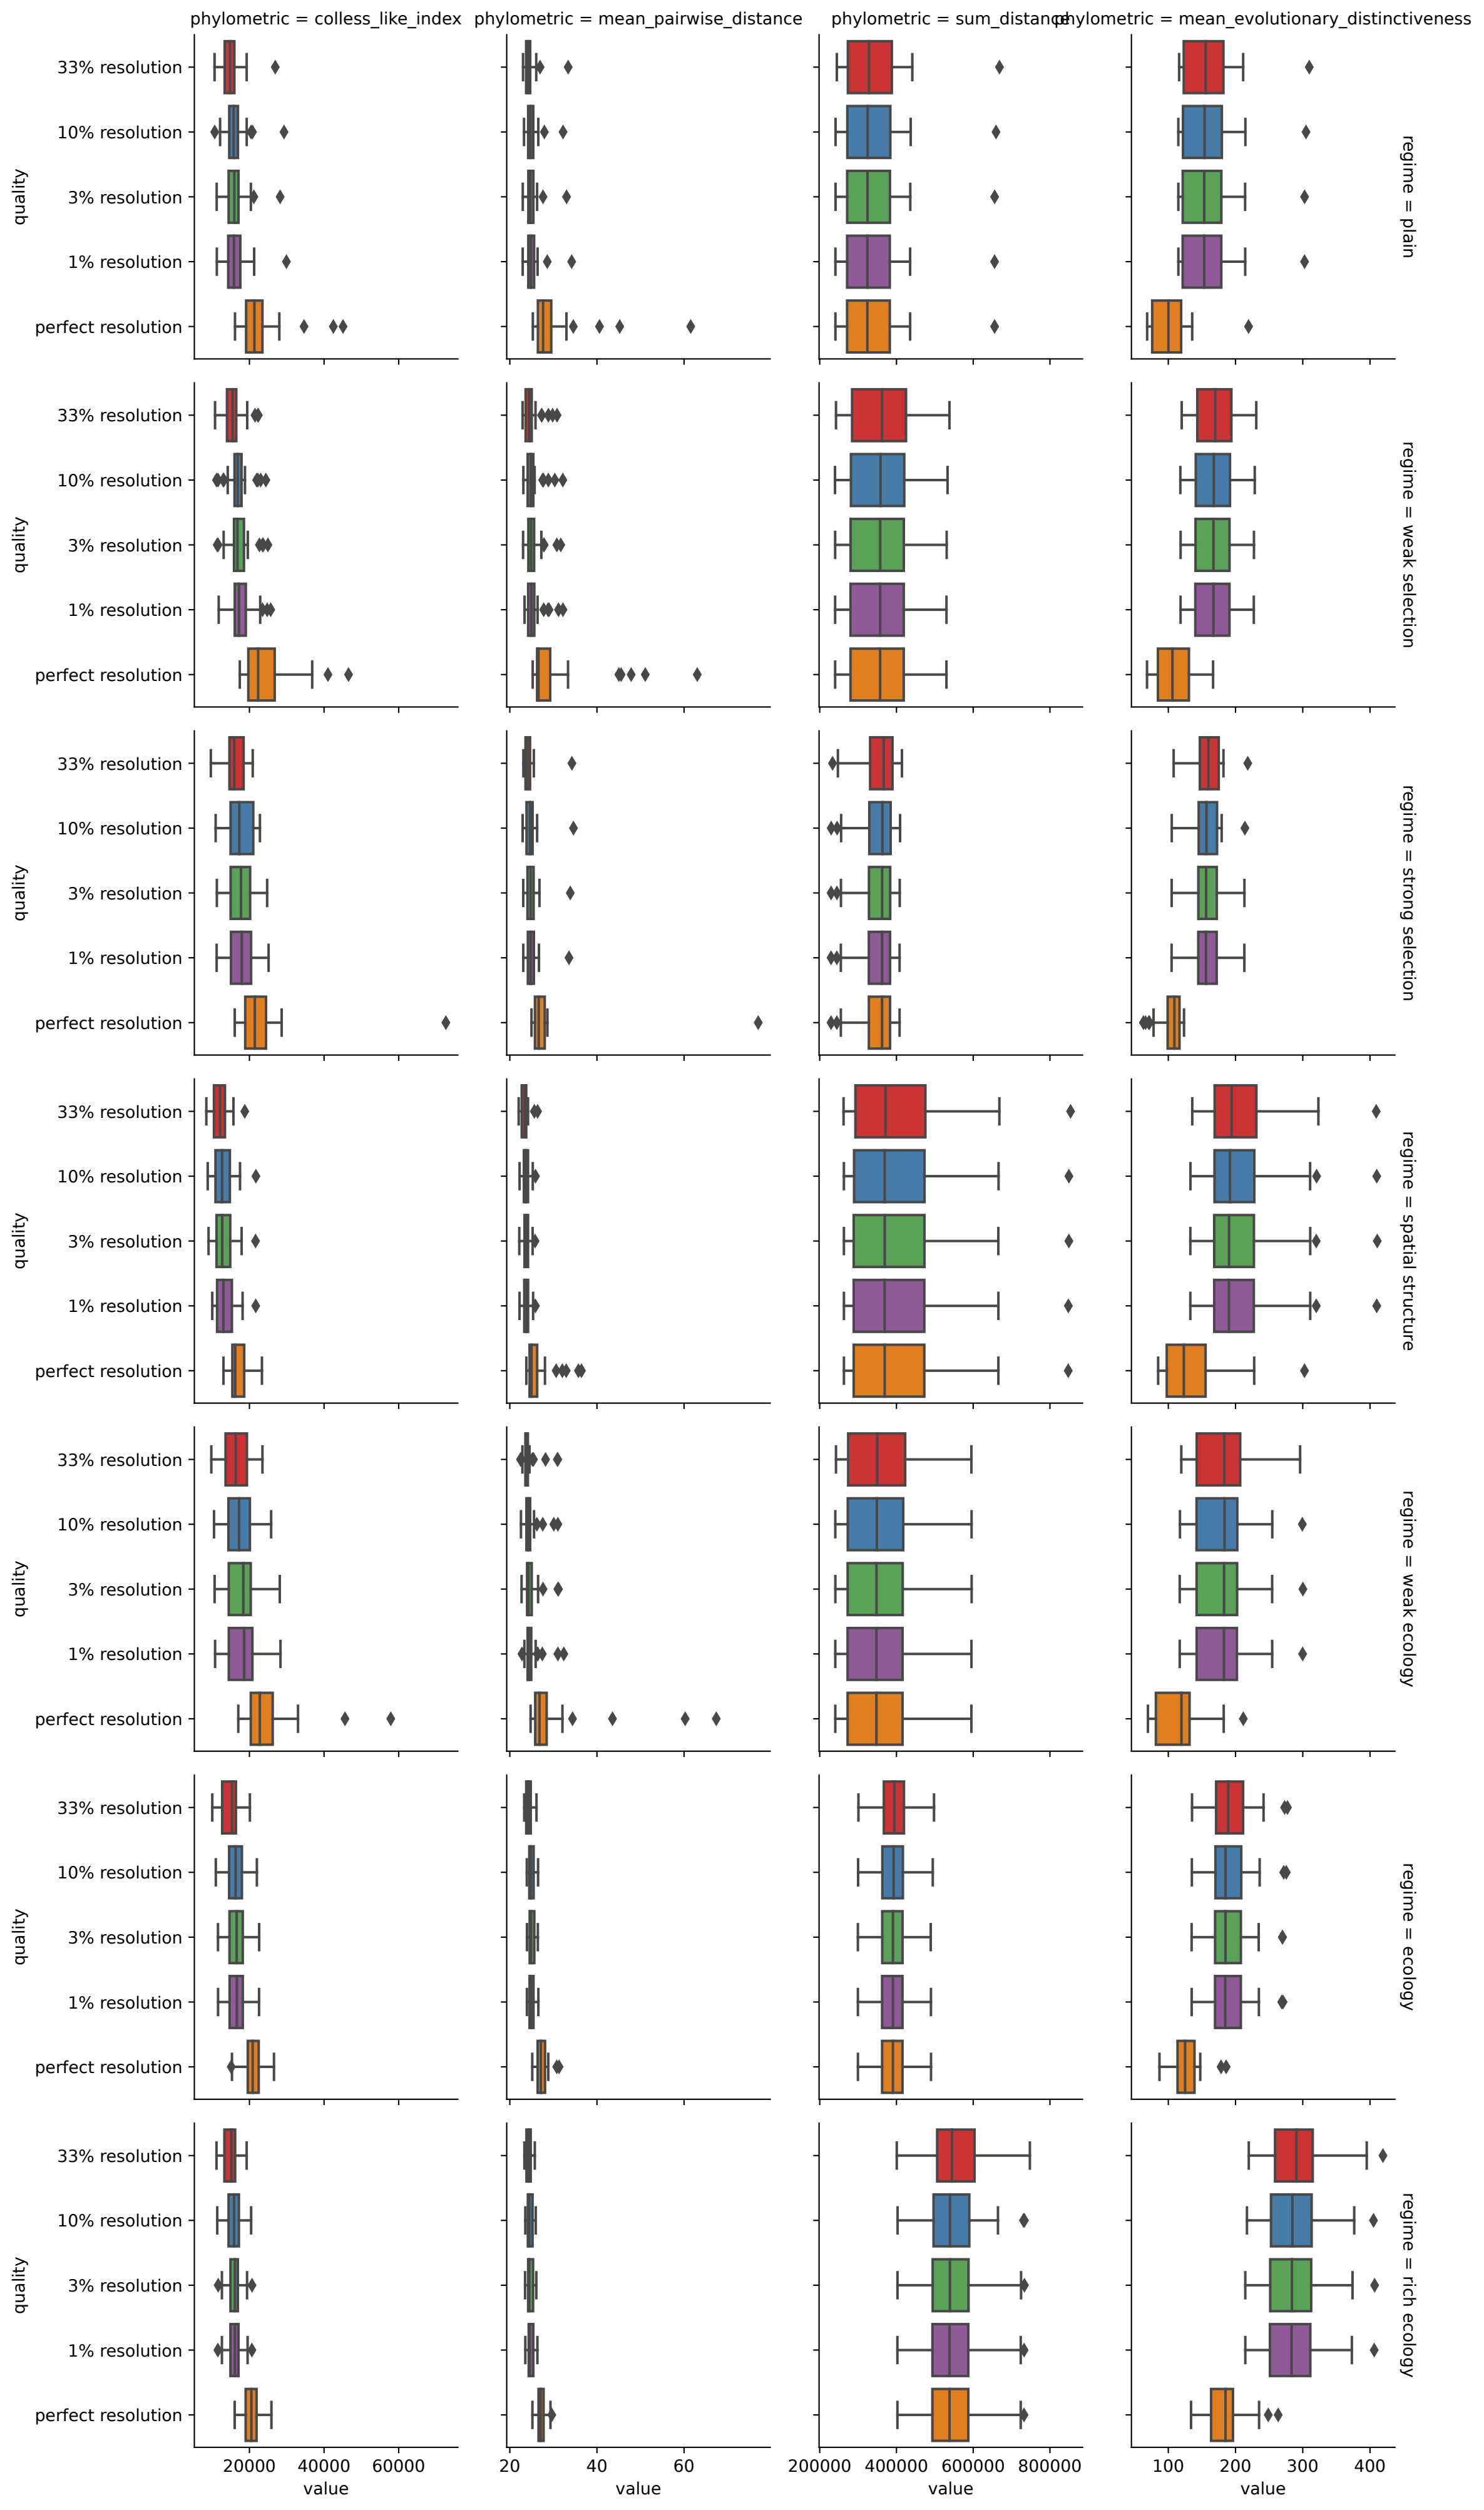 phylometric = colless_like_index phylometric = mean_pairwise_distance phylometric = sum_distance phylometric = mean_evolutionary_distinctiveness
33% resolution
10% resolution
3% resolution
1% resolution
perfect resolution
quality
regime = plain
33% resolution
10% resolution
3% resolution
1% resolution
perfect resolution
quality
regime = weak selection
33% resolution
10% resolution
3% resolution
1% resolution
perfect resolution
quality
regime = strong selection
33% resolution
10% resolution
3% resolution
1% resolution
perfect resolution
quality
regime = spatial structure
33% resolution
10% resolution
3% resolution
1% resolution
perfect resolution
quality
regime = weak ecology
33% resolution
10% resolution
3% resolution
1% resolution
perfect resolution
quality
regime = ecology
33% resolution
10% resolution
3% resolution
1% resolution
perfect resolution
quality
regime = rich ecology
20000 40000 60000 20 40 60 200000 400000 600000 800000 100 200 300 400
value value value value